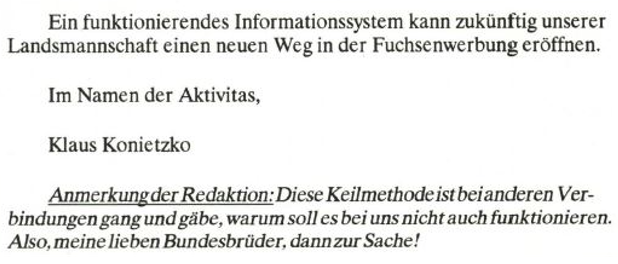 Ein funktionierendes Informationssystem kann zukünftig unserer
Landsmannschaft einen neuen Weg in der Fuchsenwerbung eröffnen.
Im Namen der Aktivitas,
Klaus Konietzko
Anmerkung der Redaktion: Diese Keilmethode ist bei anderen Ver-
bindungen gang und gäbe, warum soll es bei uns nicht auch funktionieren.
Also, meine lieben Bundesbrüder, dann zur Sache!